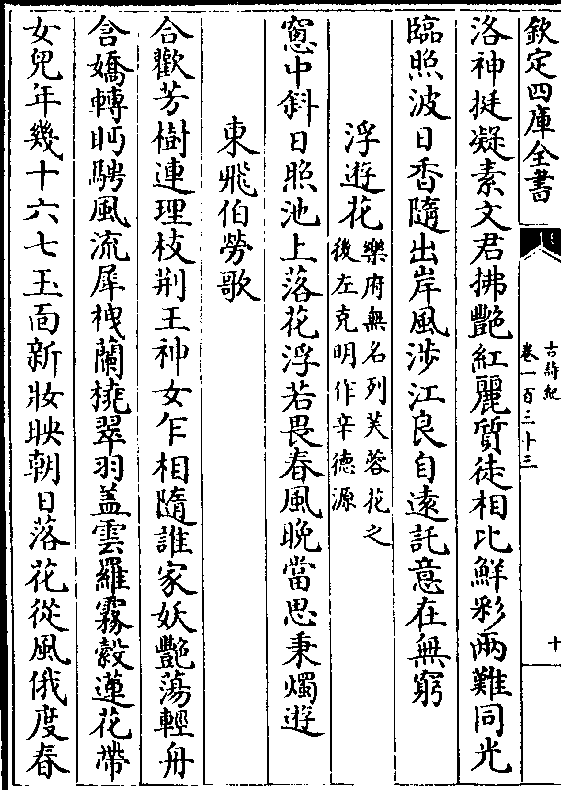 欽定四庫全書
古詩紀
卷一百三十三
十
洛神挺凝素文君拂艷紅麗質徒相比鮮彩兩難同光
臨照波日香隨出岸風涉江良自遠託意在無窮
浮遊花樂府無名列芙蓉花之後左克明作辛德源
窗中斜日照池上落花浮若畏春風晚當思秉燭遊
東飛伯勞歌
合歡芳樹連理枝荆王神女乍相隨誰家妖艷蕩輕舟
含嬌轉眄騁風流犀栧蘭橈翠羽盖雲羅霧縠蓮花帶
女兒年幾十六七玉面新妝映朝日落花從風俄度春